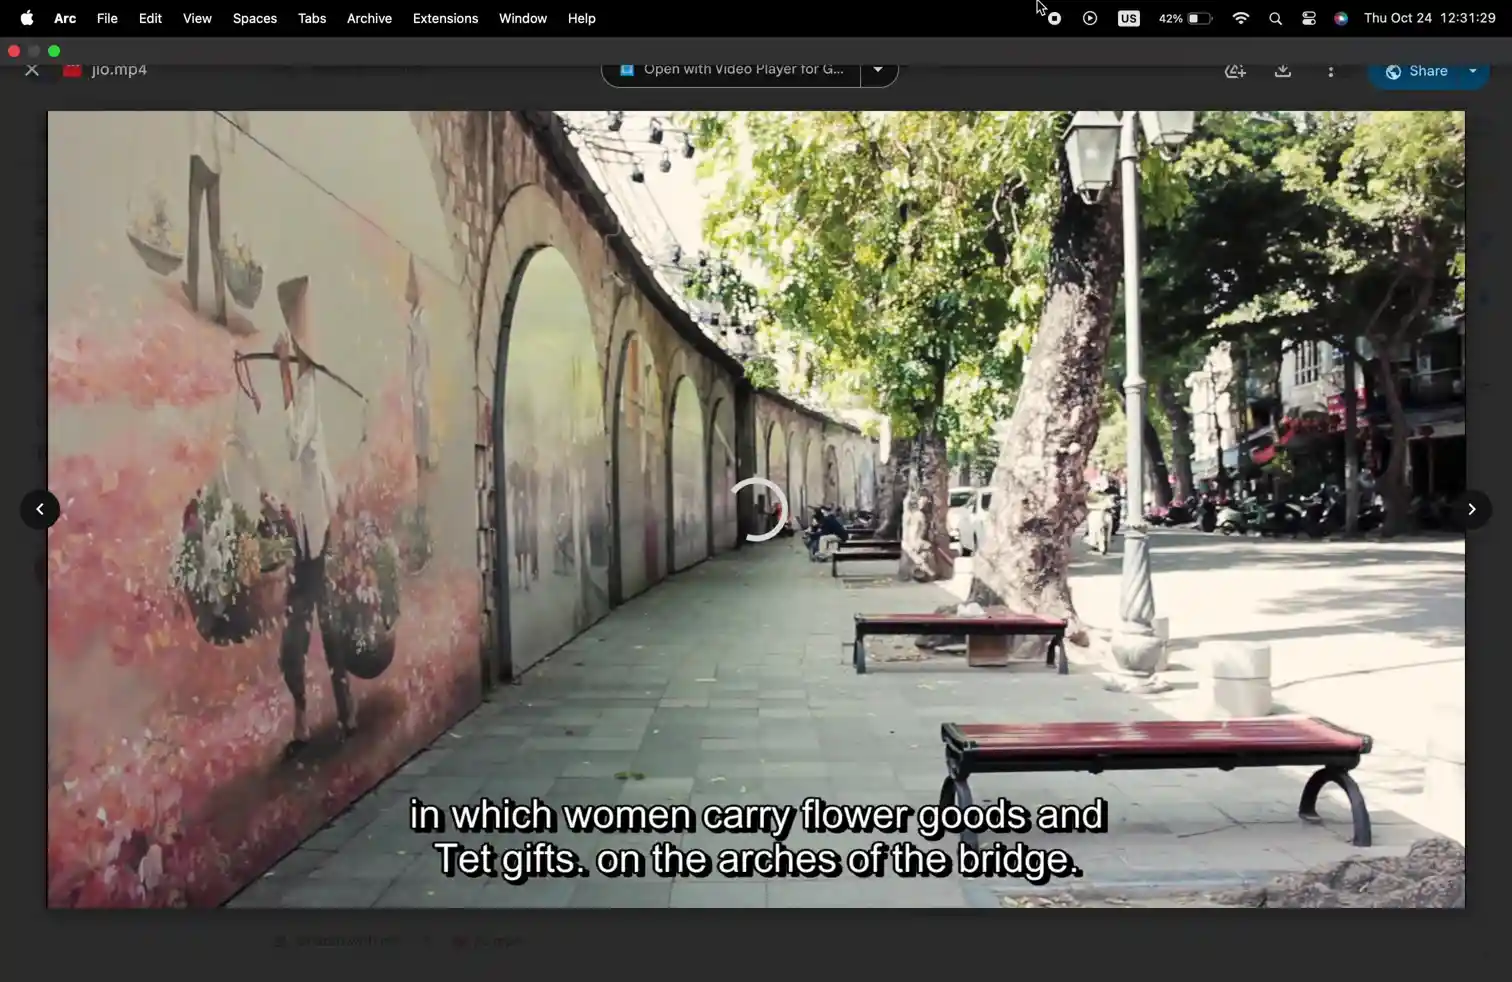 Arc File Edit View Spaces Tabs Archive Extensions Window Help US 42% Thu Oct 24 12:31:29
jio.mp4 Open with Video Player for G... Share
in which women carry flower goods and
Tet gifts. on the arches of the bridge.